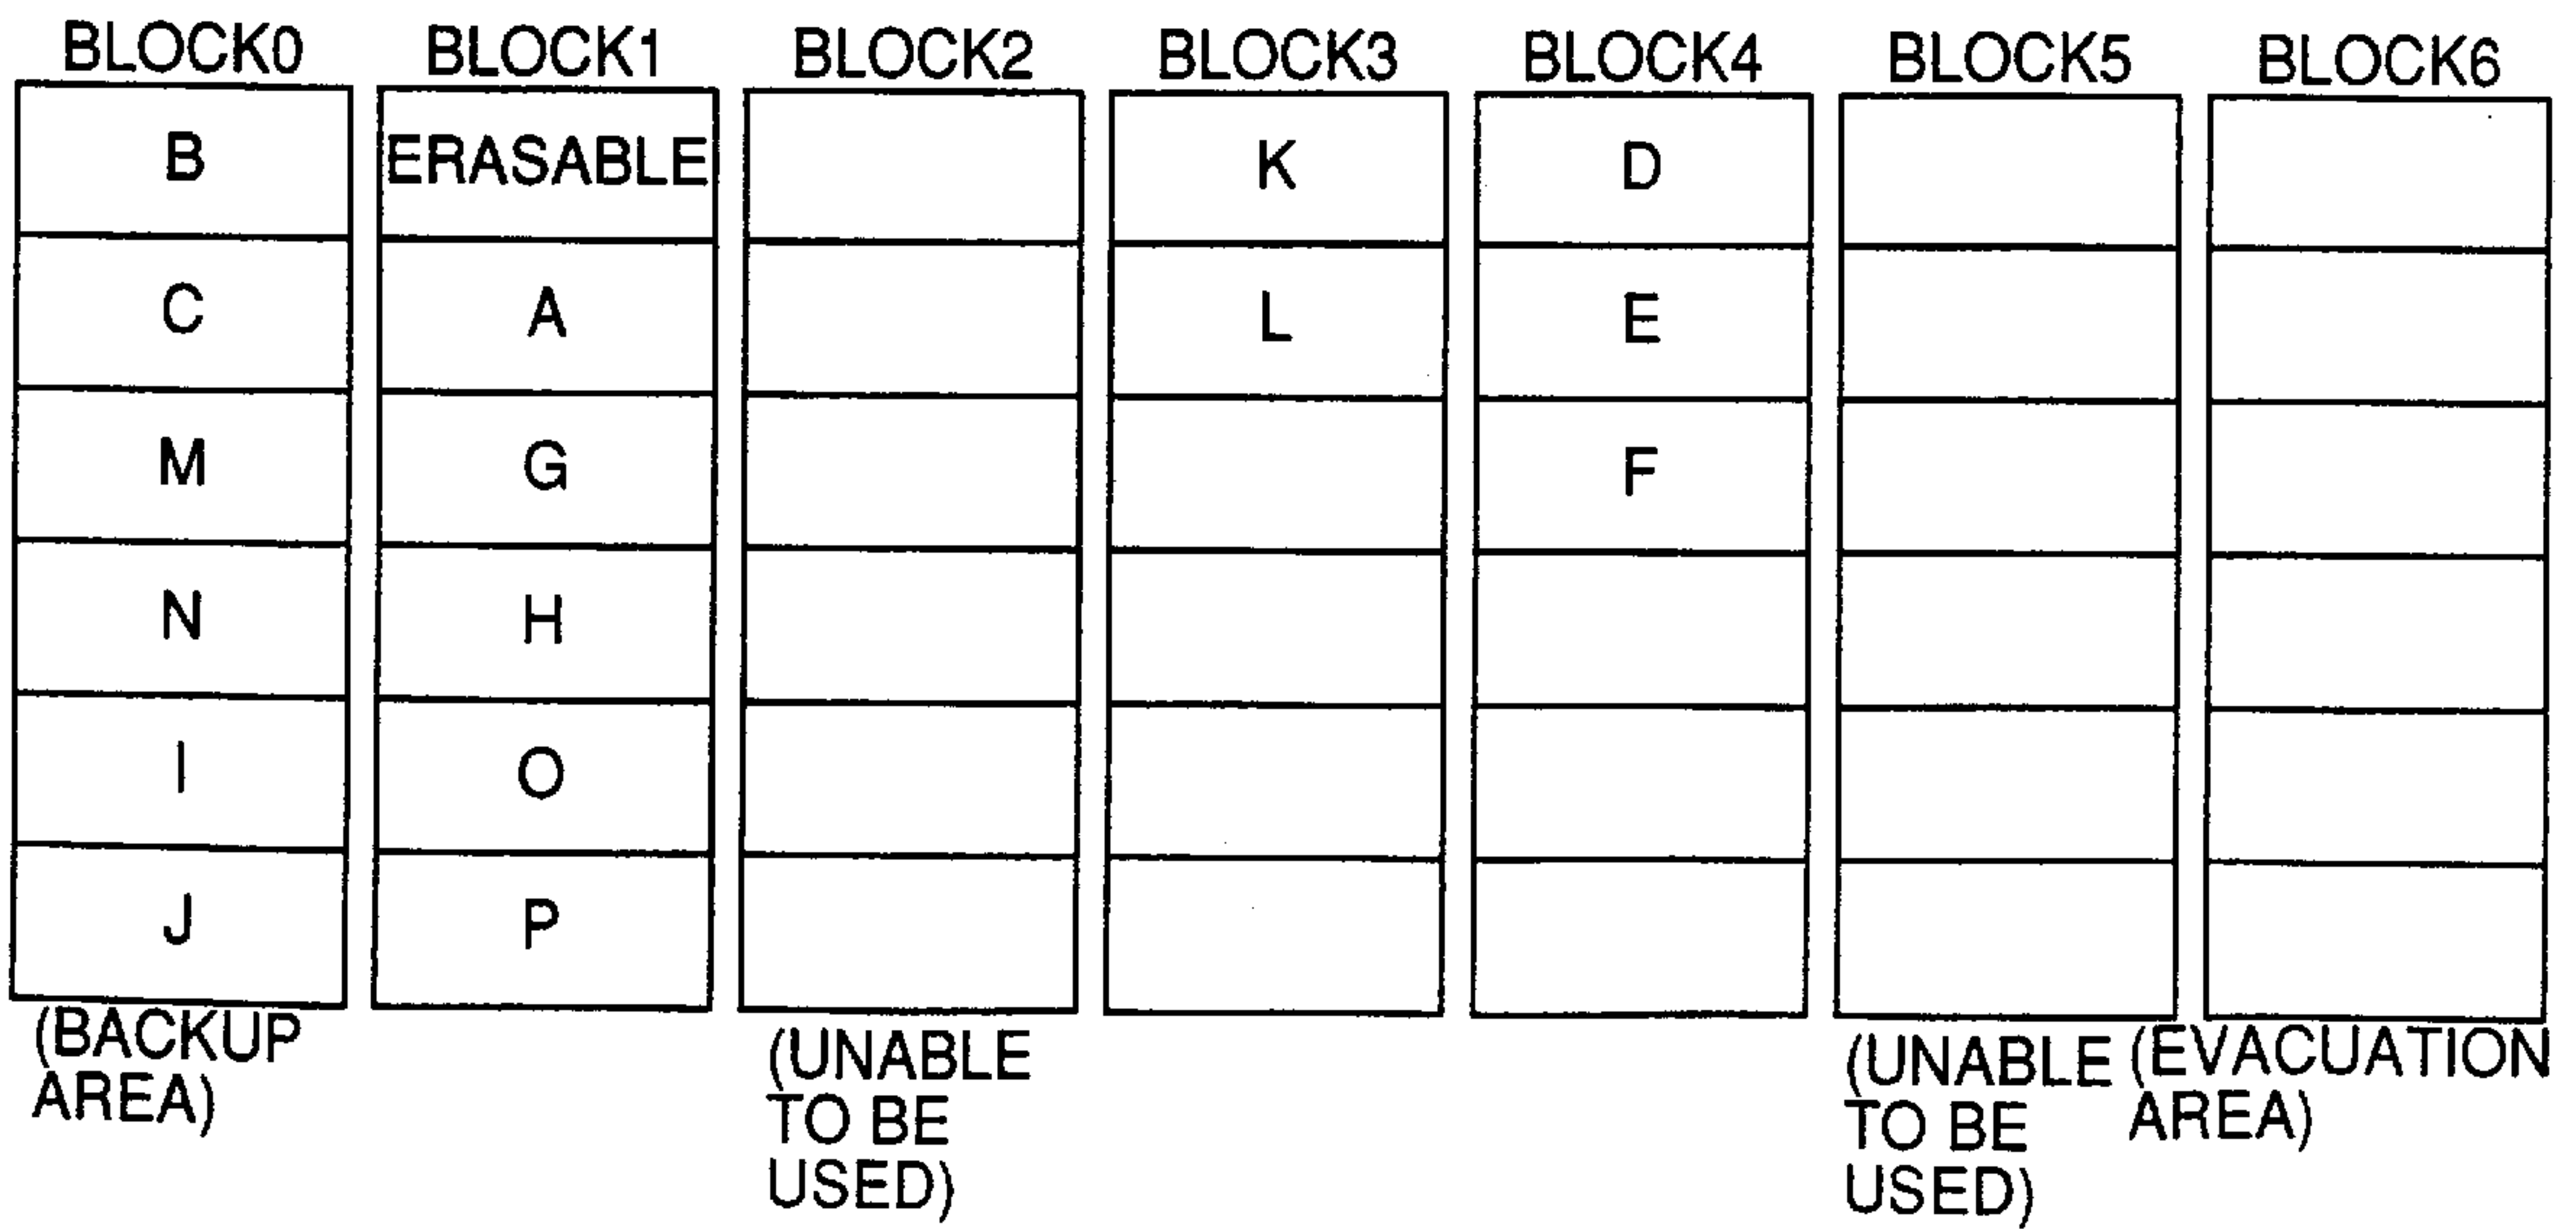 BLOCK0 BLOCK1 BLOCK2 BLOCK3 BLOCK4 BLOCK5 BLOCK6
B ERASABLE K D
C A L E
M G F
N H
I O
J P
(BACKUP
AREA)
(UNABLE
TO BE
USED)
(UNABLE
TO BE
USED)
(EVACUATION
AREA)